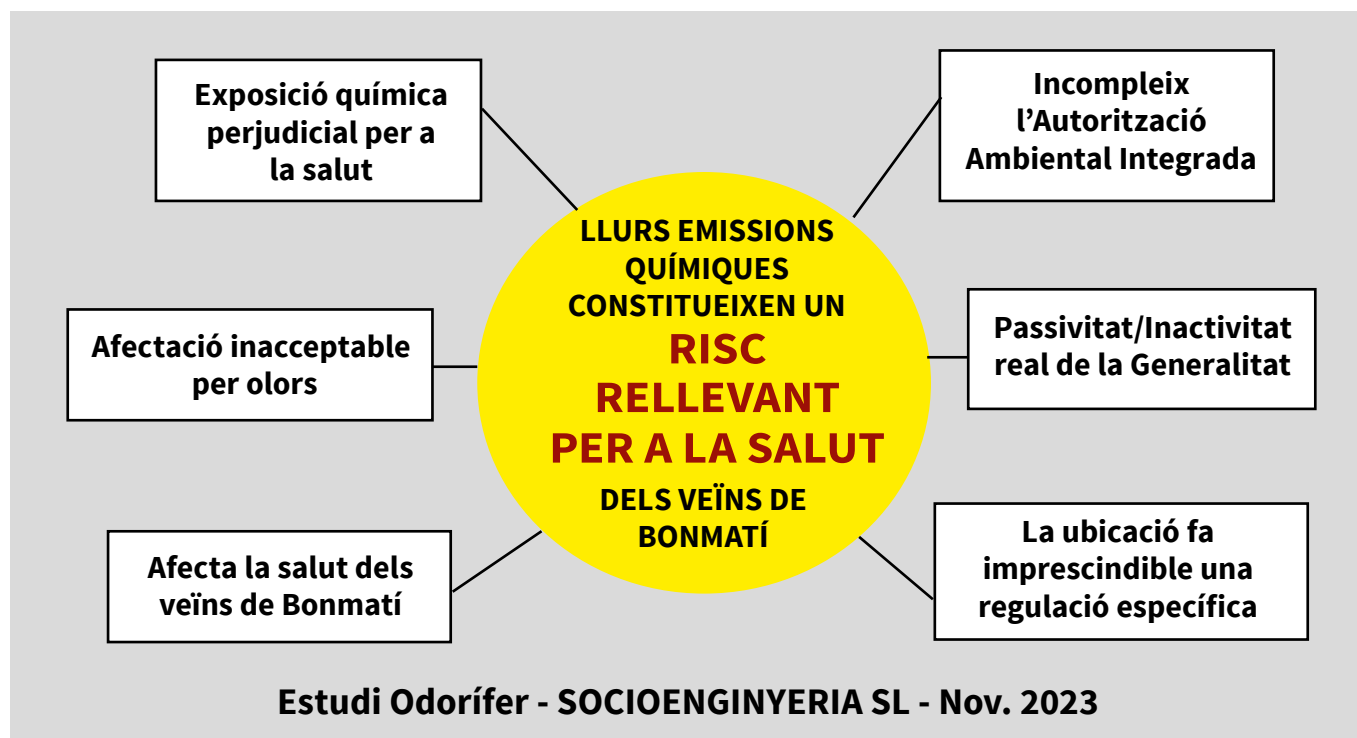 Exposició química
perjudicial per a
la salut
Incompleix
l’Autorització
Ambiental Integrada
LLURS EMISSIONS
QUÍMIQUES
CONSTITUEIXEN UN
RISC
RELLEVANT
PER A LA SALUT
DELS VEÏNS DE
BONMATÍ
Afectació inacceptable
per olors
Passivitat/Inactivitat
real de la Generalitat
Afecta la salut dels
veïns de Bonmatí
La ubicació fa
imprescindible una
regulació específica
Estudi Odorífer - SOCIOENGINYERIA SL - Nov. 2023